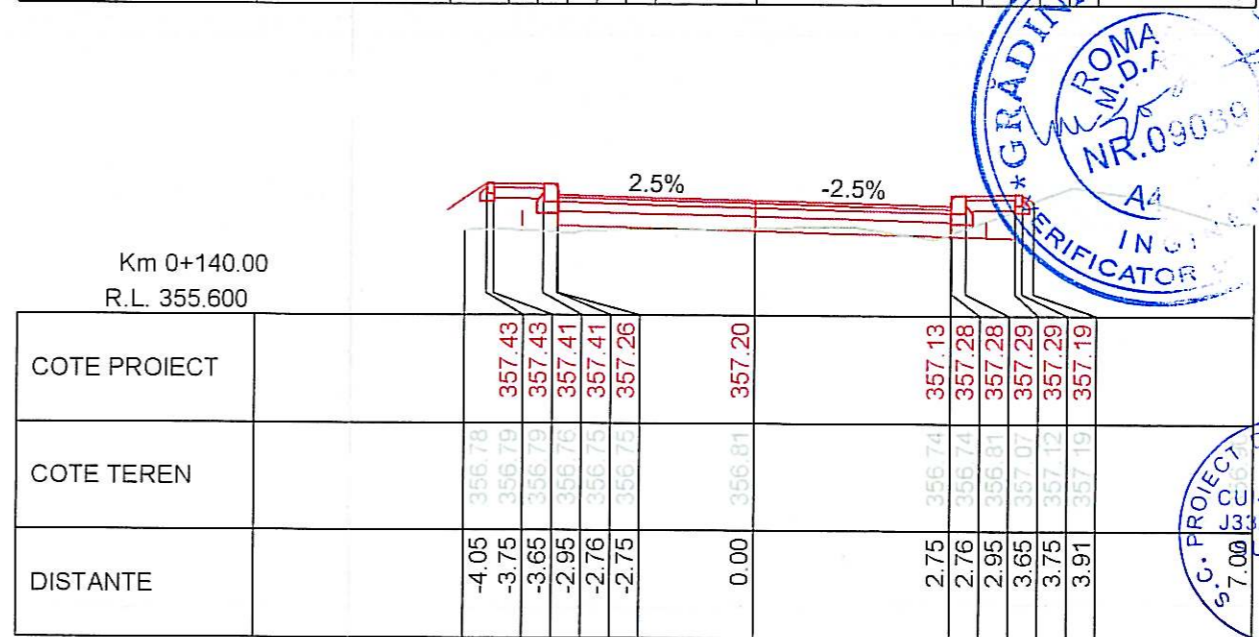 *GRĂDIN
ROMA
M.D.R
NR.09039
VERIFICATOR
2.5% -2.5%
Km 0+140.00
R.L. 355.600
COTE PROIECT 357.43 357.43 357.41 357.41 357.26 357.20 357.13 357.28 357.28 357.29 357.29 357.19
COTE TEREN 356.78 356.79 356.79 356.76 356.75 356.75 356.81 356.74 356.74 356.81 357.07 357.12 357.19
DISTANTE -4.05 -3.75 -3.65 -2.95 -2.76 -2.75 0.00 2.75 2.76 2.95 3.65 3.75 3.91 7.00
S.C. PROIECT
CU
J33